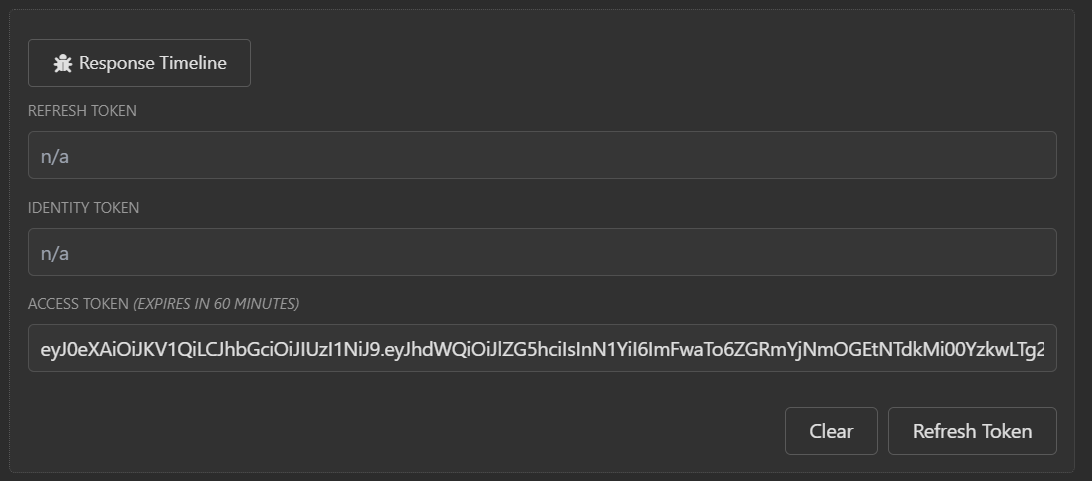 Response Timeline
REFRESH TOKEN
n/a
IDENTITY TOKEN
n/a
ACCESS TOKEN (EXPIRES IN 60 MINUTES)
eyJ0eXAiOiJKV1QiLCJhbGciOiJIUzI1NiJ9.eyJhdWQiOiJlZG5hciIsInN1YiI6ImFwaTo6ZGRmYjNmOGEtNTdkMi00YzkwLTg2
Clear
Refresh Token